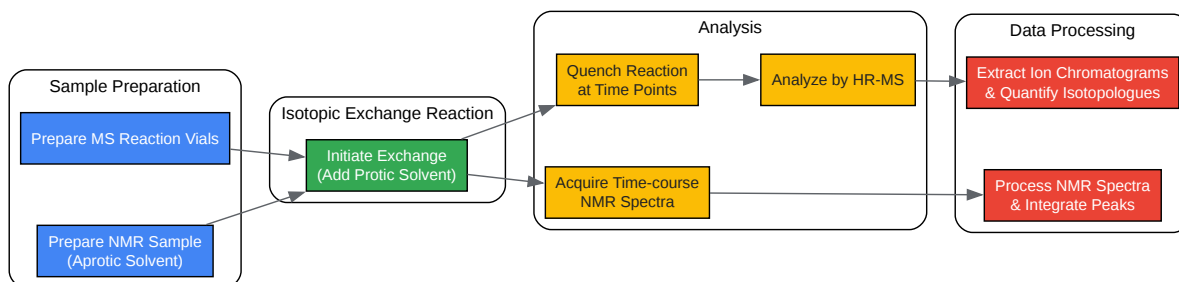 Sample Preparation
Prepare MS Reaction Vials
Prepare NMR Sample
(Aprotic Solvent)
Isotopic Exchange Reaction
Initiate Exchange
(Add Protic Solvent)
Analysis
Quench Reaction
at Time Points
Analyze by HR-MS
Acquire Time-course
NMR Spectra
Data Processing
Extract Ion Chromatograms
& Quantify Isotopologues
Process NMR Spectra
& Integrate Peaks